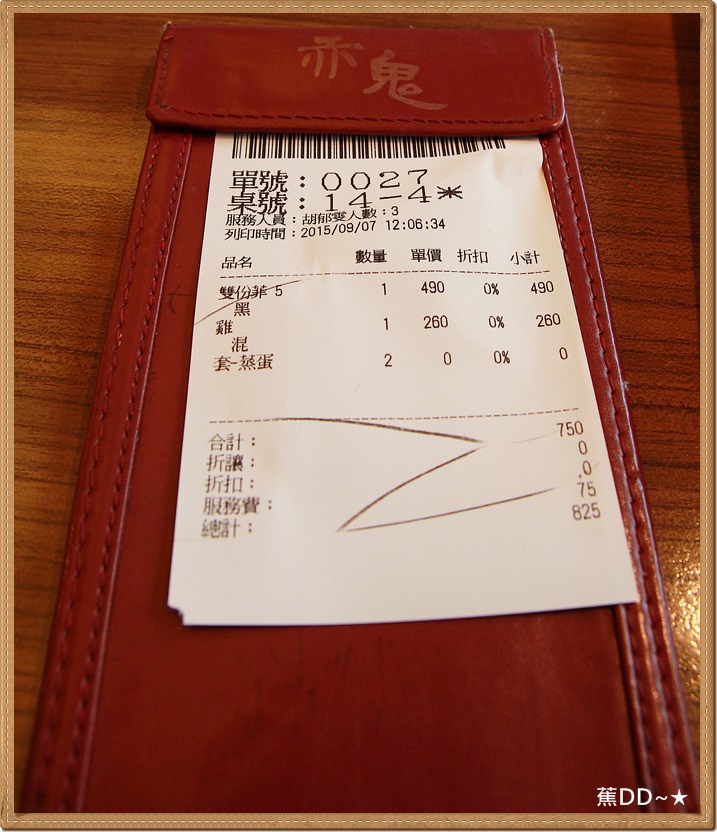 赤鬼
單號：0027
桌號：14-4*
服務人員：胡郁雯人數：3
列印時間：2015/09/07 12:06:34
品名 數量 單價 折扣 小計
雙份菲 5 1 490 0% 490
黑
雞 1 260 0% 260
混
套-蒸蛋 2 0 0% 0
合計： 750
折讓： 0
折扣： 0
服務費： 75
總計： 825
蕉DD~★